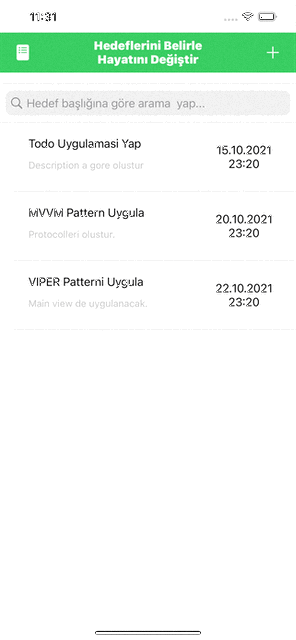 11:31
Hedeflerini Belirle
Hayatını Değiştir
Hedef başlığına göre arama yap...
Todo Uygulamasi Yap
15.10.2021
Description a gore olustur
23:20
MVVM Pattern Uygula
20.10.2021
Protocolleri olustur.
23:20
VIPER Patterni Uygula
22.10.2021
Main view de uygulanacak.
23:20